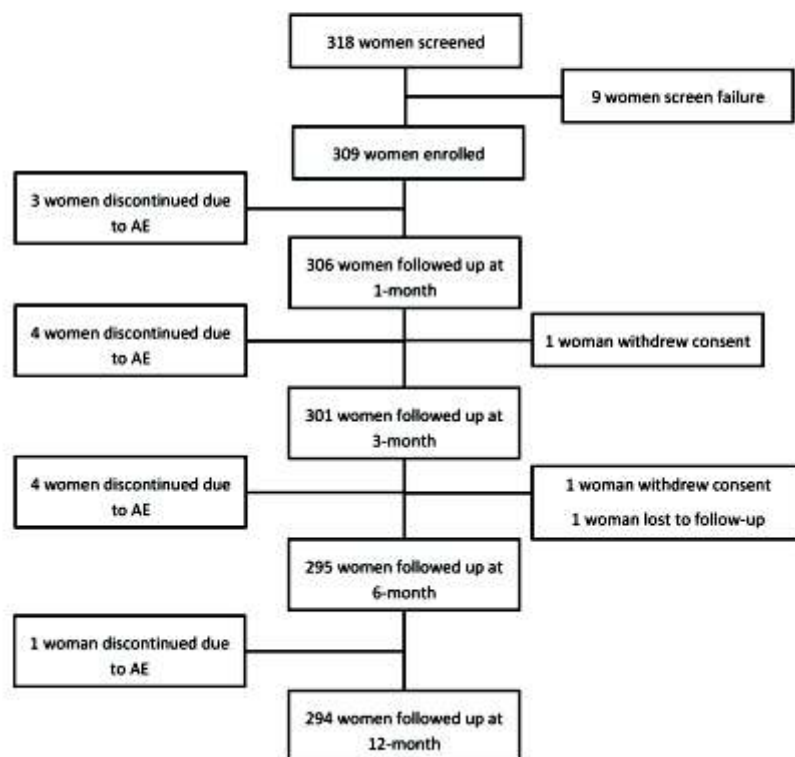 318 women screened
9 women screen failure
309 women enrolled
3 women discontinued due
to AE
306 women followed up at
1-month
4 women discontinued due
to AE
1 woman withdrew consent
301 women followed up at
3-month
4 women discontinued due
to AE
1 woman withdrew consent
1 woman lost to follow-up
295 women followed up at
6-month
1 woman discontinued due
to AE
294 women followed up at
12-month